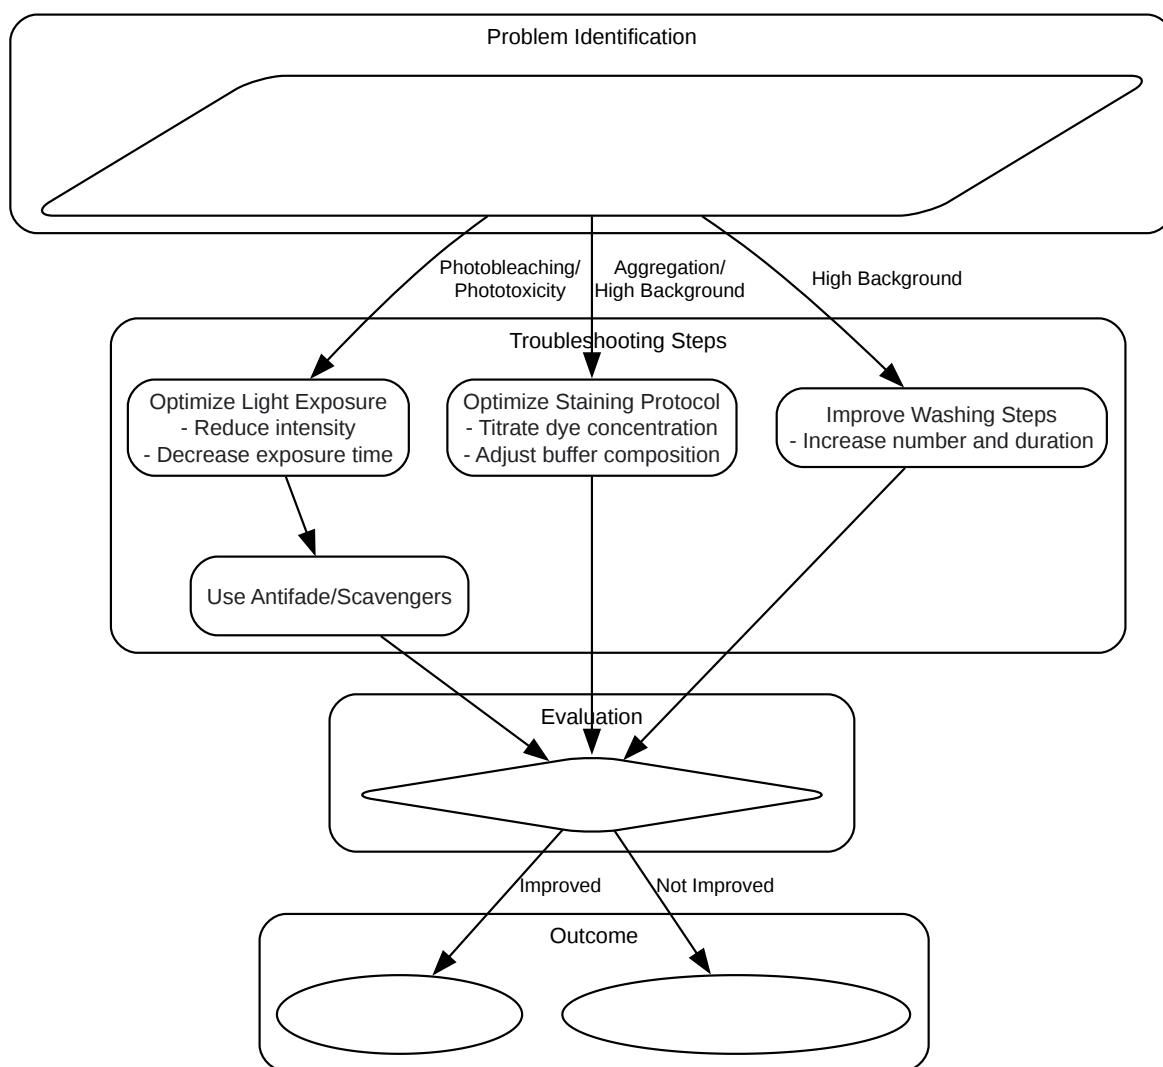 Problem Identification
Photobleaching/
Phototoxicity
Aggregation/
High Background
High Background
Troubleshooting Steps
Optimize Light Exposure
- Reduce intensity
- Decrease exposure time
Optimize Staining Protocol
- Titrate dye concentration
- Adjust buffer composition
Improve Washing Steps
- Increase number and duration
Use Antifade/Scavengers
Evaluation
Improved
Not Improved
Outcome